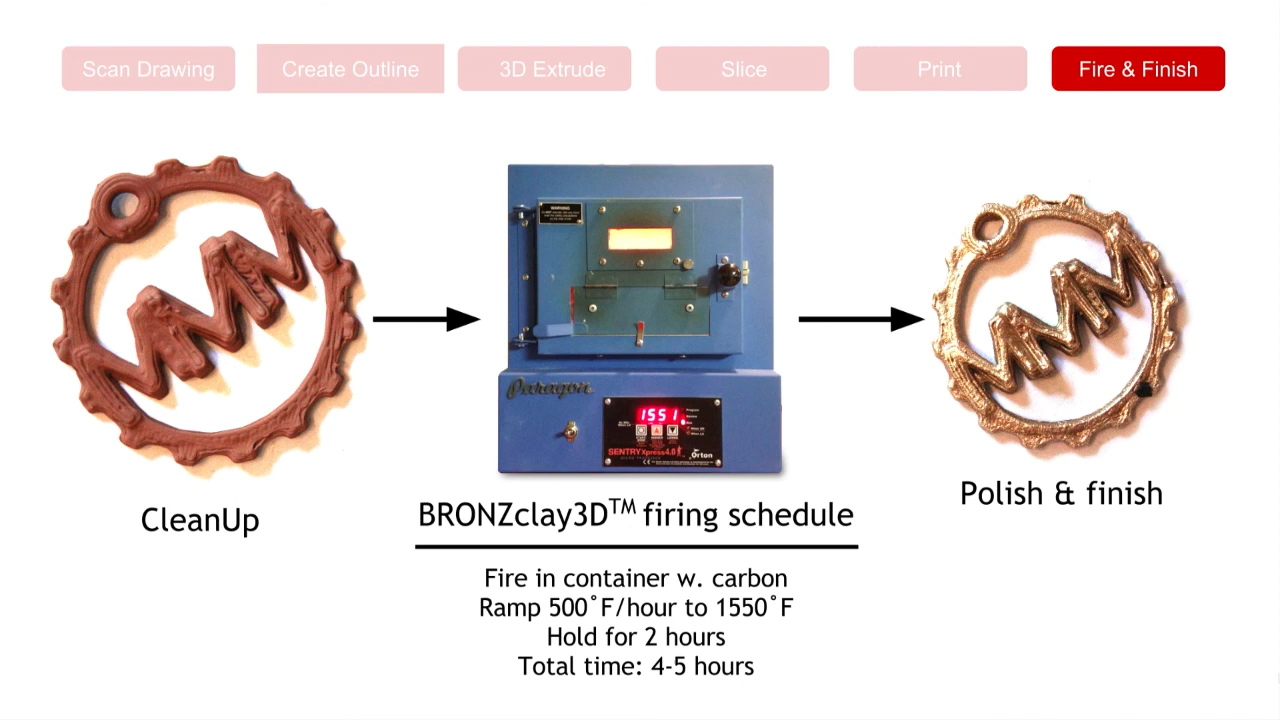 Scan Drawing
Create Outline
3D Extrude
Slice
Print
Fire & Finish
WARNING
Paragon
1551
SENTRY Xpress 4.0
Orton
CleanUp
BRONZclay3D™ firing schedule
Polish & finish
Fire in container w. carbon
Ramp 500˚F/hour to 1550˚F
Hold for 2 hours
Total time: 4-5 hours